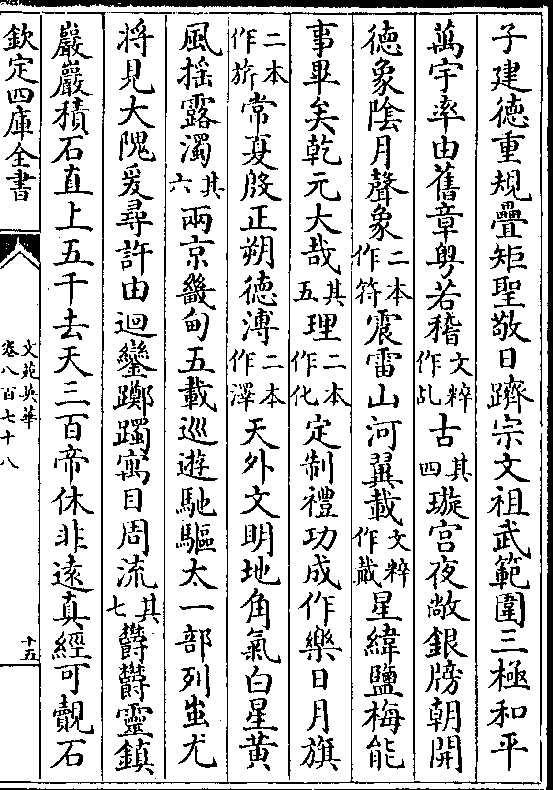 子建德重規疊矩聖敬日躋宗文祖武範圍三極和平
萬宇率由舊章粤若稽文粹作乩古其四璇宫夜敞銀牓朝開
德象陰月聲象二本作符震雷山河翼載文粹作戴星緯鹽梅能
事畢矣乾元大哉其五理二本作化定制禮功成作樂日月旗
二本作旂常夏殷正朔德溥二本作澤天外文明地角氣白星黄
風揺露濁其六兩京畿甸五載巡遊馳驅太一部列蚩尤
將見大隗爰尋許由迴鑾躑躅寓目周流其七欝欝靈鎮
巖巖積石直上五千去天三百帝休非遠真經可覿石
欽定四庫全書
文苑英華
卷八百七十八
十五